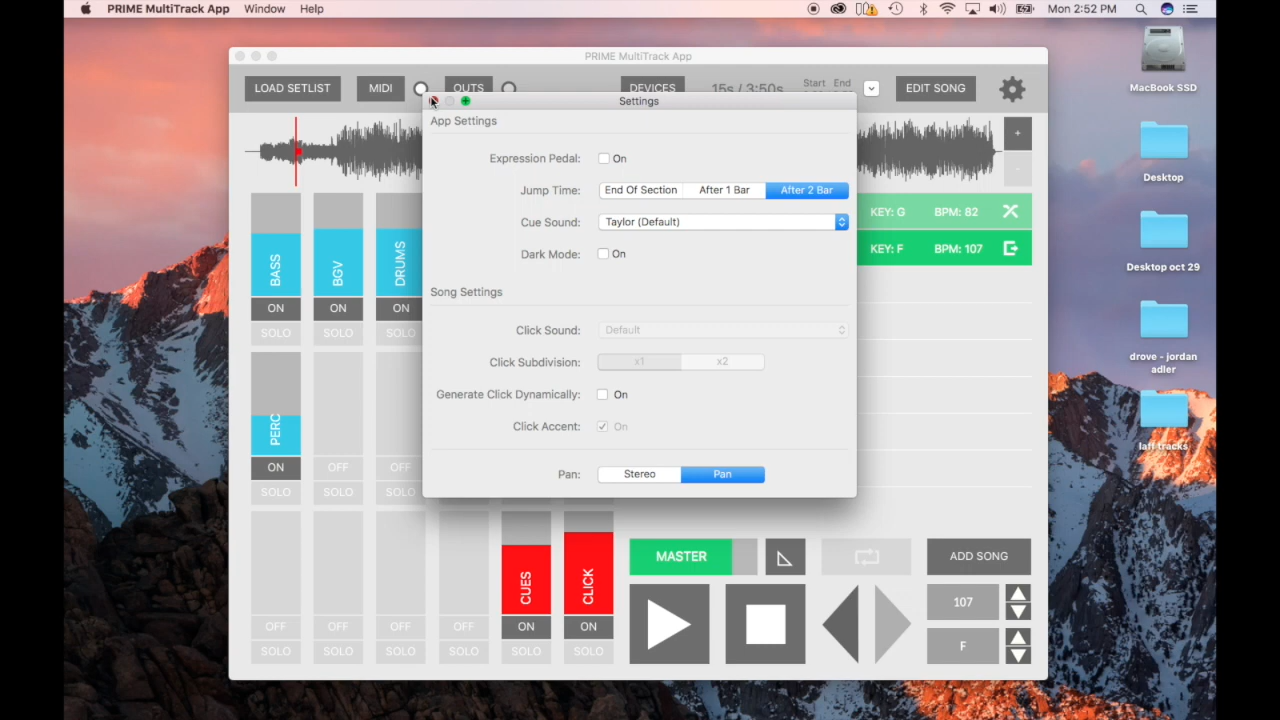 PRIME MultiTrack App Window Help Mon 2:52 PM
PRIME MultiTrack App
LOAD SETLIST MIDI OUTS DEVICES 15s / 3:50s Start End EDIT SONG
Settings
App Settings
Expression Pedal: On
Jump Time: End Of Section After 1 Bar After 2 Bar
Cue Sound: Taylor (Default)
Dark Mode: On
Song Settings
Click Sound: Default
Click Subdivision: x1 x2
Generate Click Dynamically: On
Click Accent: On
Pan: Stereo Pan
+
-
KEY: G BPM: 82
KEY: F BPM: 107
BASS BGV DRUMS
ON ON ON
SOLO SOLO SOLO
PERC
ON OFF OFF
SOLO SOLO SOLO
CUES CLICK
OFF OFF OFF OFF ON ON
SOLO SOLO SOLO SOLO SOLO SOLO
MASTER ADD SONG
107
F
MacBook SSD
Desktop
Desktop oct 29
drove - jordan
adler
laff tracks